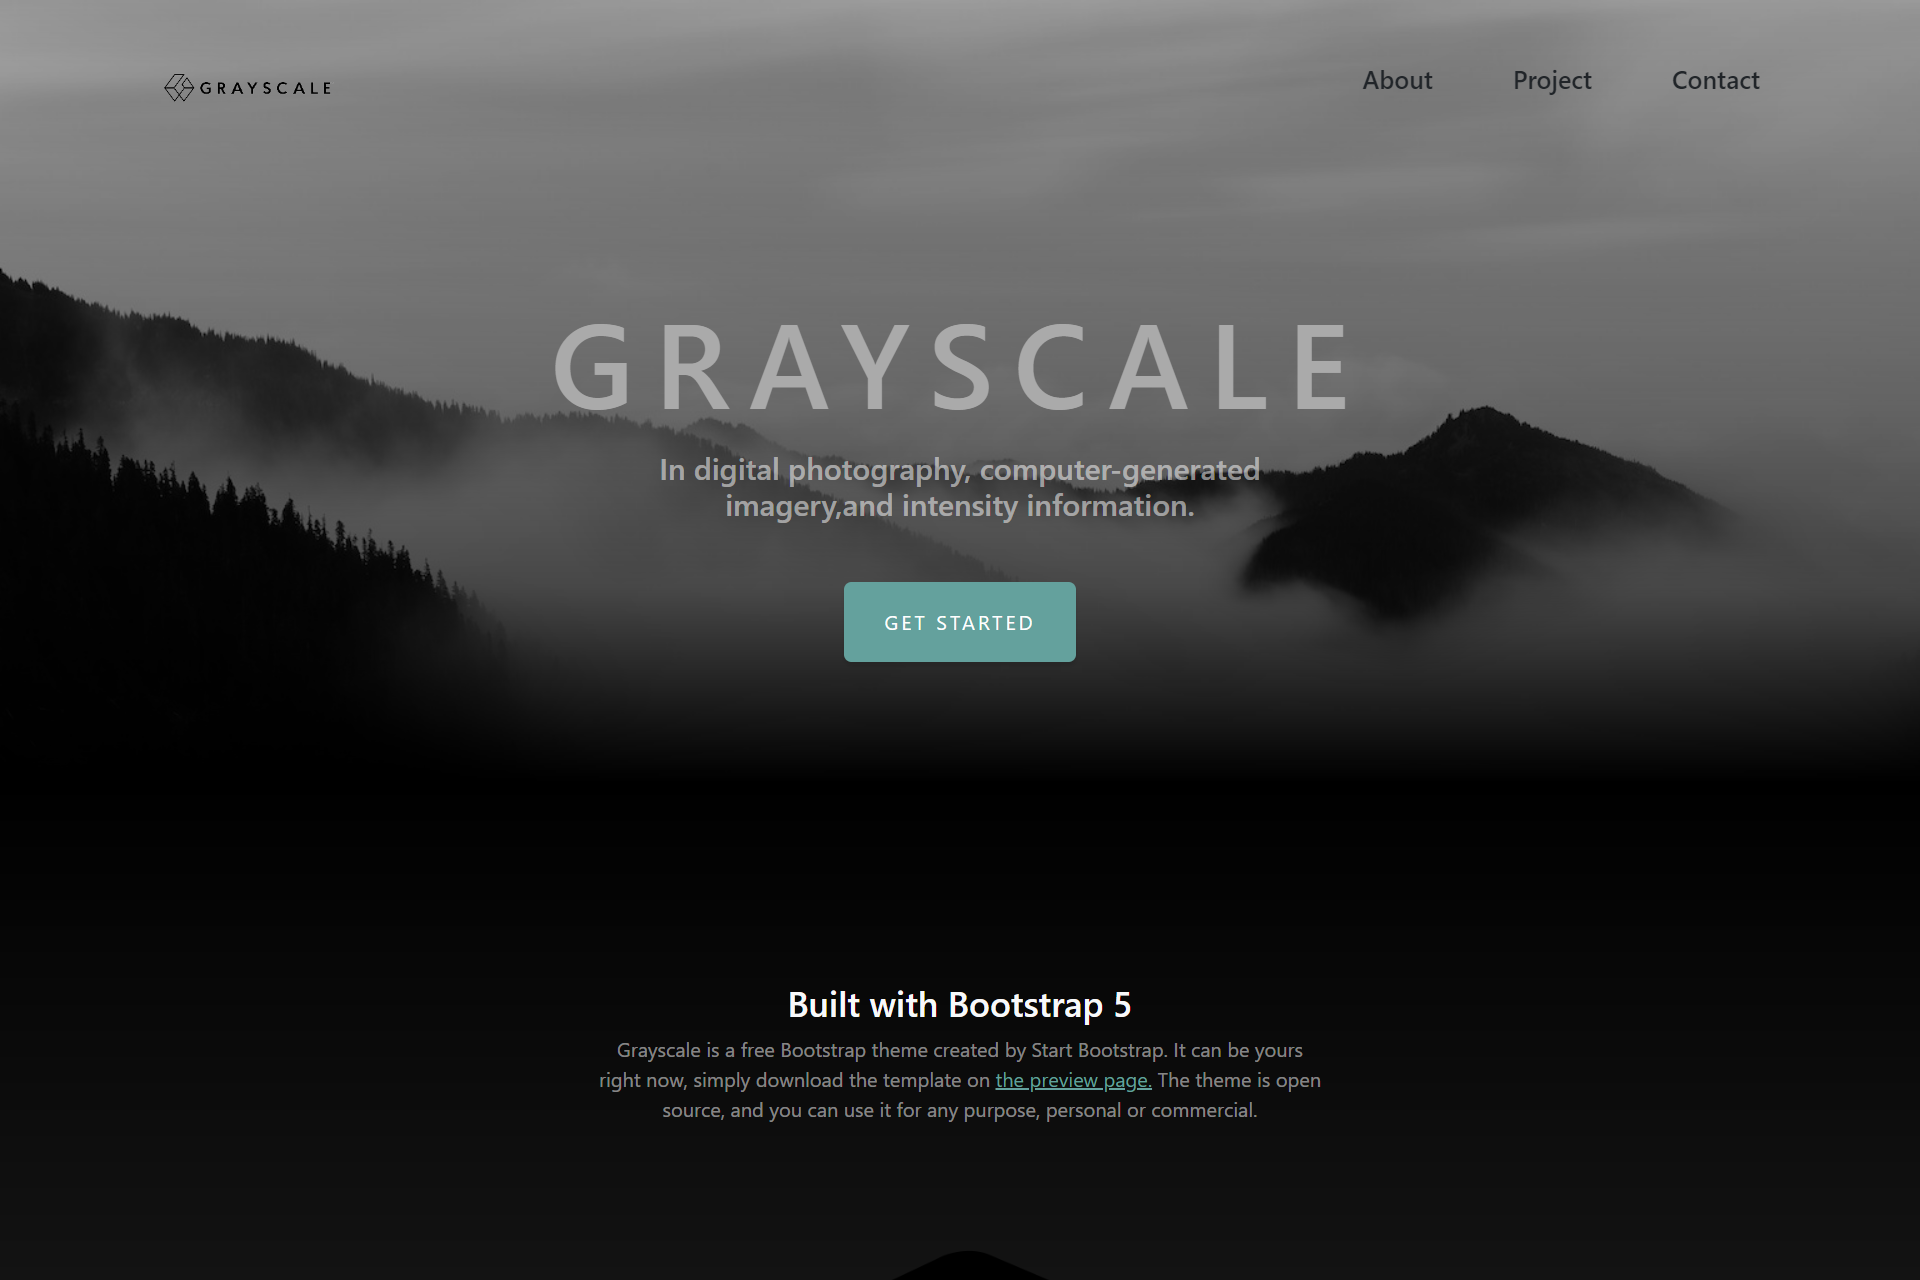 GRAYSCALE
About
Project
Contact
GRAYSCALE
In digital photography, computer-generated
imagery,and intensity information.
GET STARTED
Built with Bootstrap 5
Grayscale is a free Bootstrap theme created by Start Bootstrap. It can be yours
right now, simply download the template on the preview page. The theme is open
source, and you can use it for any purpose, personal or commercial.